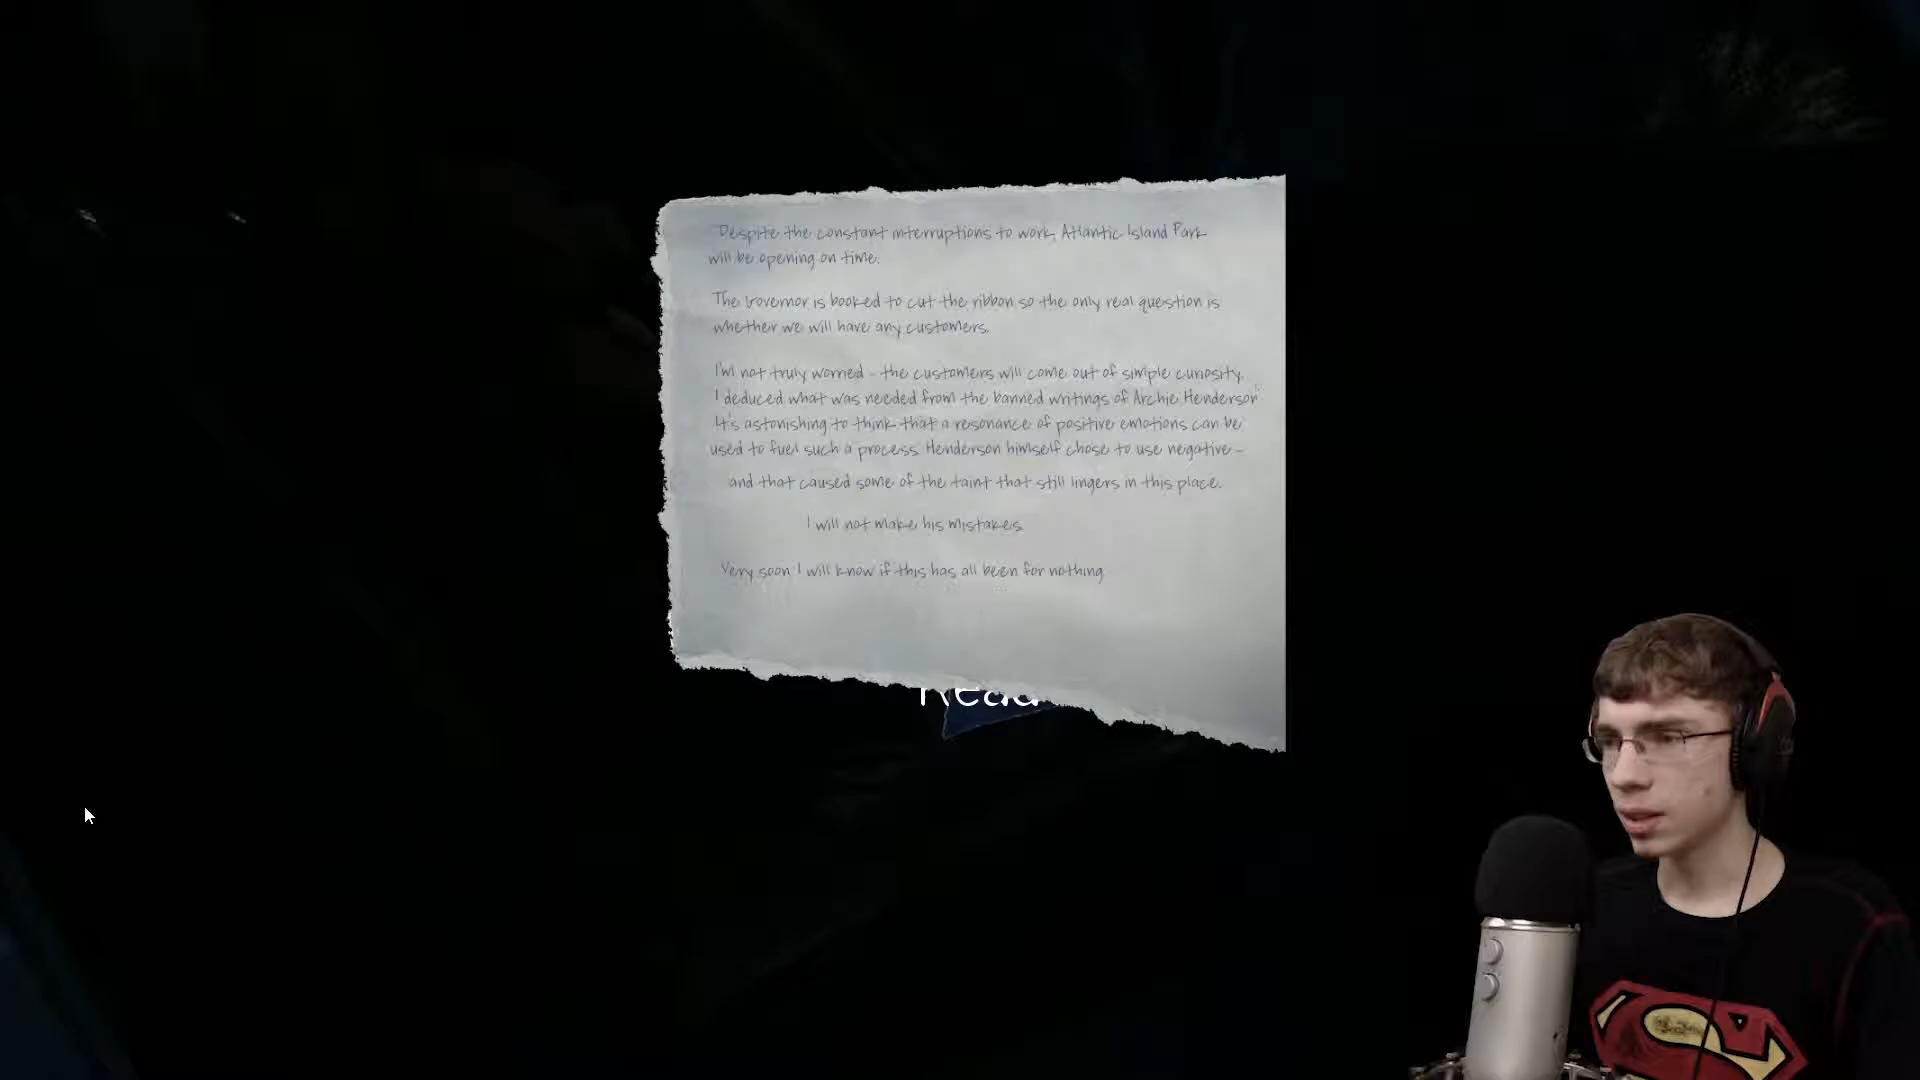 Despite the constant interruptions to work, Atlantic Island Park
will be opening on time.
The Governor is booked to cut the ribbon so the only real question is
whether we will have any customers.
I'm not truly worried - the customers will come out of simple curiosity.
I deduced what was needed from the banned writings of Archie Henderson
It's astonishing to think that a resonance of positive emotions can be
used to fuel such a process. Henderson himself chose to use negative -
and that caused some of the taint that still lingers in this place.
I will not make his mistakes
Very soon I will know if this has all been for nothing
Read